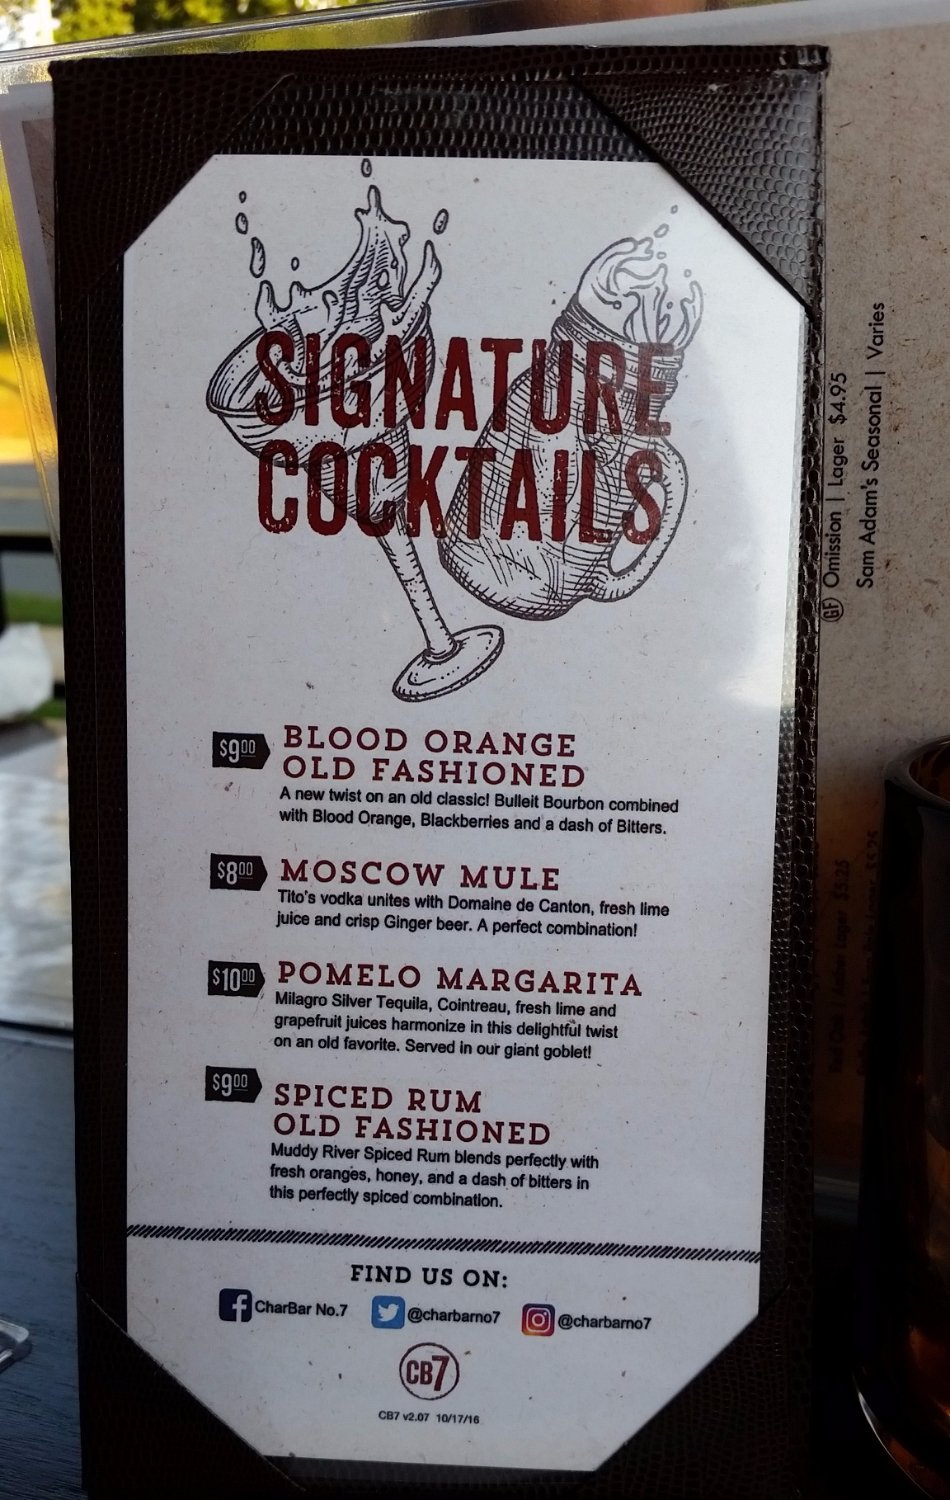 SIGNATURE
COCKTAILS
$9.00
BLOOD ORANGE
OLD FASHIONED
A new twist on an old classic! Bulleit Bourbon combined
with Blood Orange, Blackberries and a dash of Bitters.
$8.00
MOSCOW MULE
Tito's vodka unites with Domaine de Canton, fresh lime
juice and crisp Ginger beer. A perfect combination!
$10.00
POMELO MARGARITA
Milagro Silver Tequila, Cointreau, fresh lime and
grapefruit juices harmonize in this delightful twist
on an old favorite. Served in our giant goblet!
$9.00
SPICED RUM
OLD FASHIONED
Muddy River Spiced Rum blends perfectly with
fresh oranges, honey, and a dash of bitters in
this perfectly spiced combination.
FIND US ON:
CharBar No.7 @charbarno7 @charbarno7
CB7
CB7 v2.07 10/17/16
GF Omission | Lager $4.95
Sam Adam's Seasonal | Varies